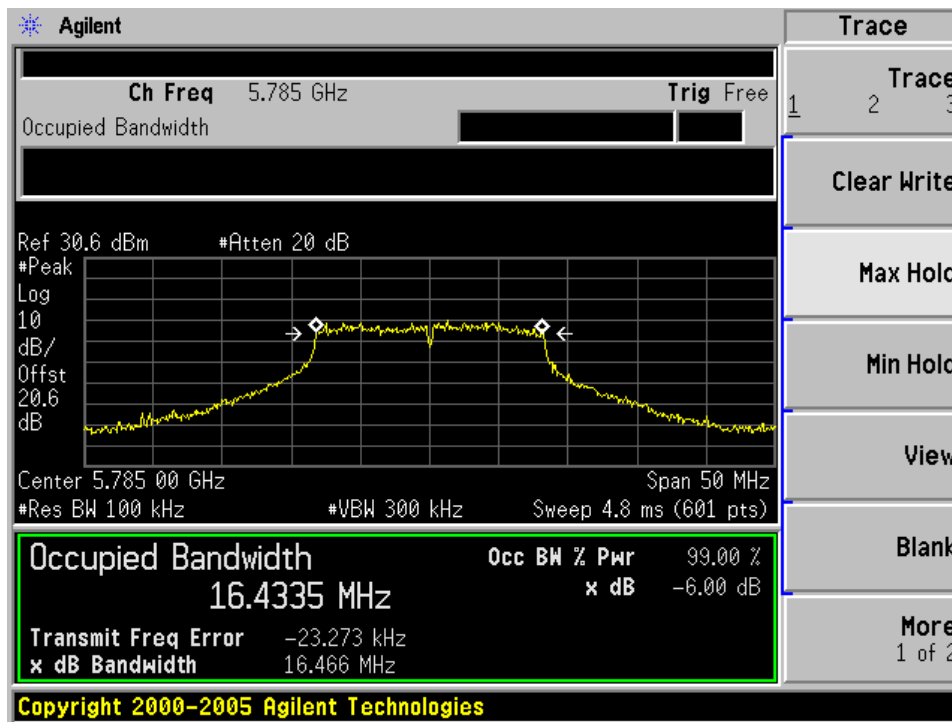 Agilent
Trace
Ch Freq 5.785 GHz Trig Free
Occupied Bandwidth
Ref 30.6 dBm #Atten 20 dB
#Peak
Log
10
dB/
Offst
20.6
dB
Center 5.785 00 GHz Span 50 MHz
#Res BW 100 kHz #VBW 300 kHz Sweep 4.8 ms (601 pts)
Occupied Bandwidth
16.4335 MHz
Occ BW % Pwr 99.00 %
x dB -6.00 dB
Transmit Freq Error -23.273 kHz
x dB Bandwidth 16.466 MHz
Copyright 2000-2005 Agilent Technologies
Trace
1 2 3
Clear Write
Max Hold
Min Hold
View
Blank
More
1 of 2